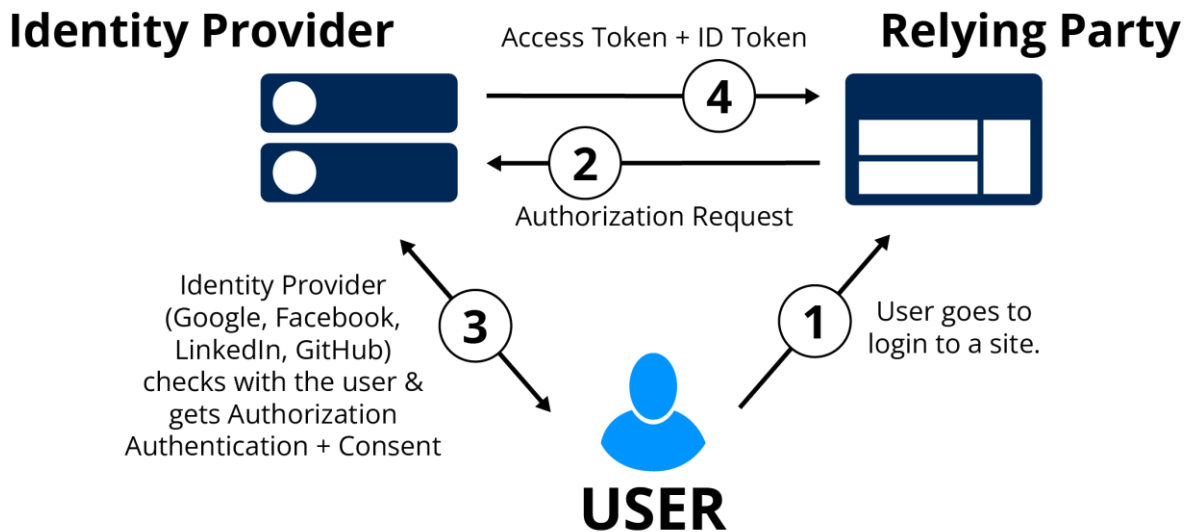 Identity Provider
Access Token + ID Token
Relying Party
4
2
Authorization Request
Identity Provider
(Google, Facebook,
LinkedIn, GitHub)
checks with the user &
gets Authorization
Authentication + Consent
3
1
User goes to
login to a site.
USER